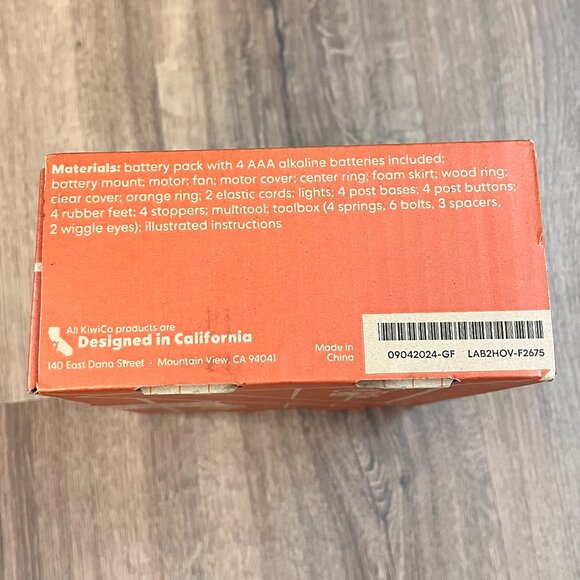 Materials: battery pack with 4 AAA alkaline batteries included;
battery mount; motor; fan; motor cover; center ring; foam skirt; wood ring;
clear cover; orange ring; 2 elastic cords; lights; 4 post bases; 4 post buttons;
4 rubber feet; 4 stoppers; multitool; toolbox (4 springs, 6 bolts, 3 spacers,
2 wiggle eyes); illustrated instructions
All KiwiCo products are
Designed in California
140 East Dana Street · Mountain View, CA 94041
Made in
China
09042024-GF LAB2HOV-F2675